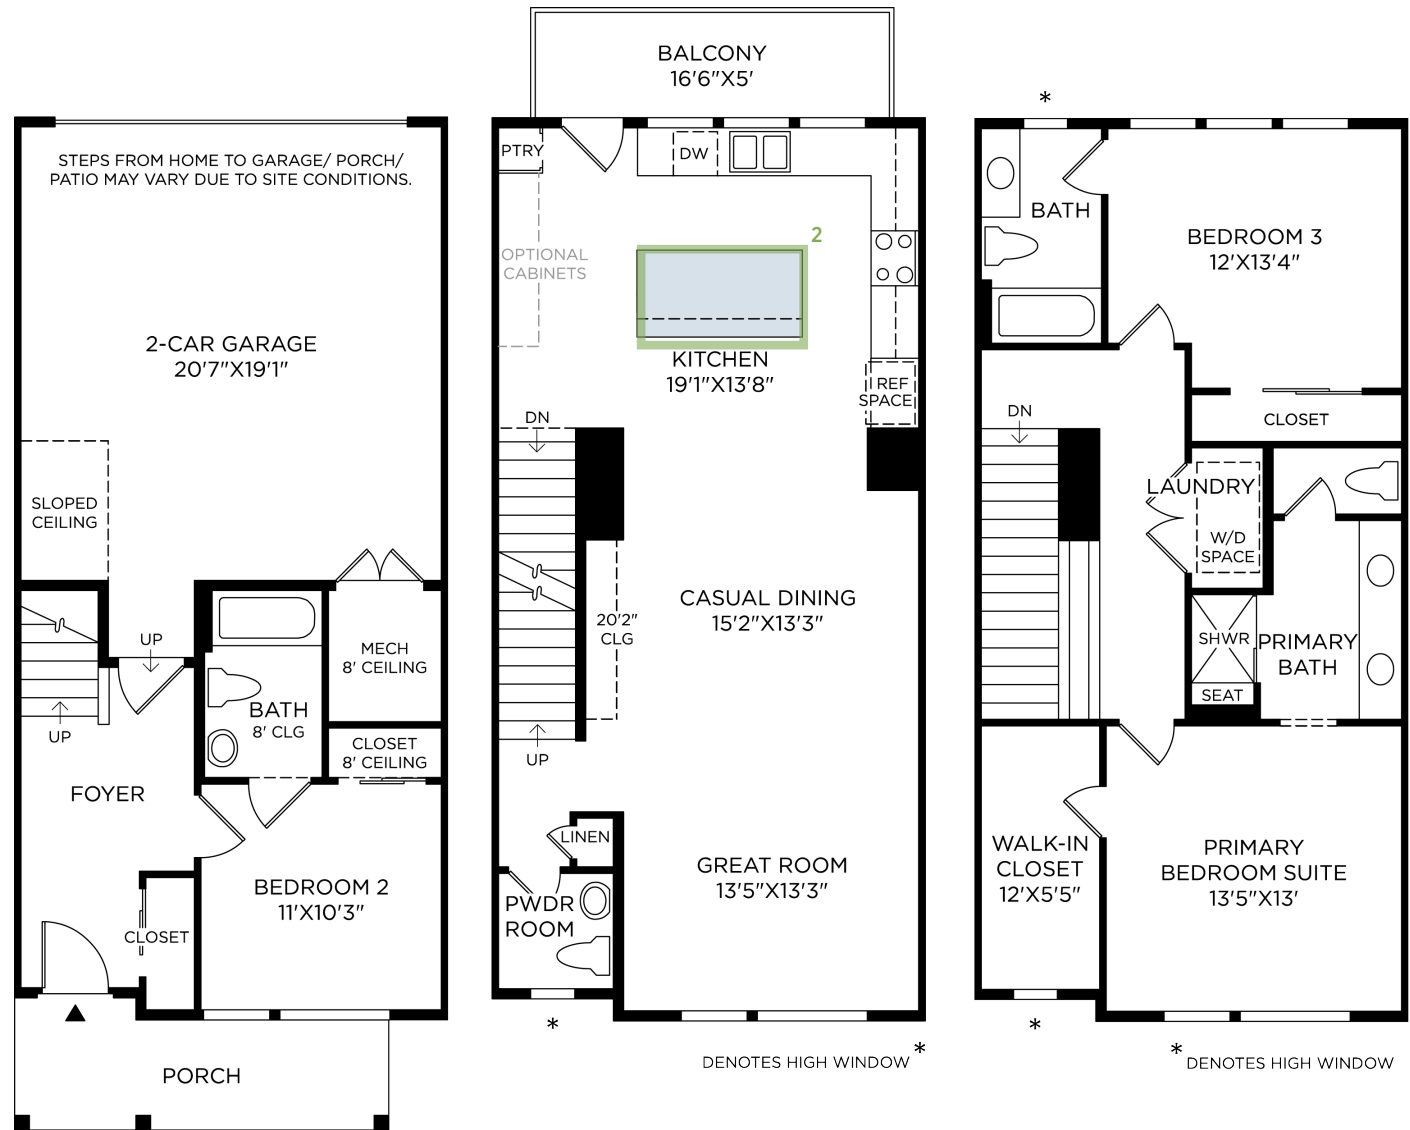 STEPS FROM HOME TO GARAGE/ PORCH/
PATIO MAY VARY DUE TO SITE CONDITIONS.
2-CAR GARAGE
20'7"X19'1"
SLOPED
CEILING
UP
UP
MECH
8' CEILING
BATH
8' CLG
CLOSET
8' CEILING
FOYER
BEDROOM 2
11'X10'3"
CLOSET
PORCH
BALCONY
16'6"X5'
PTRY
DW
OPTIONAL
CABINETS
2
KITCHEN
19'1"X13'8"
REF
SPACE
DN
CASUAL DINING
15'2"X13'3"
20'2"
CLG
UP
LINEN
GREAT ROOM
13'5"X13'3"
PWDR
ROOM
*
DENOTES HIGH WINDOW *
*
BATH
BEDROOM 3
12'X13'4"
CLOSET
DN
LAUNDRY
W/D
SPACE
SHWR
SEAT
PRIMARY
BATH
WALK-IN
CLOSET
12'X5'5"
PRIMARY
BEDROOM SUITE
13'5"X13'
*
* DENOTES HIGH WINDOW